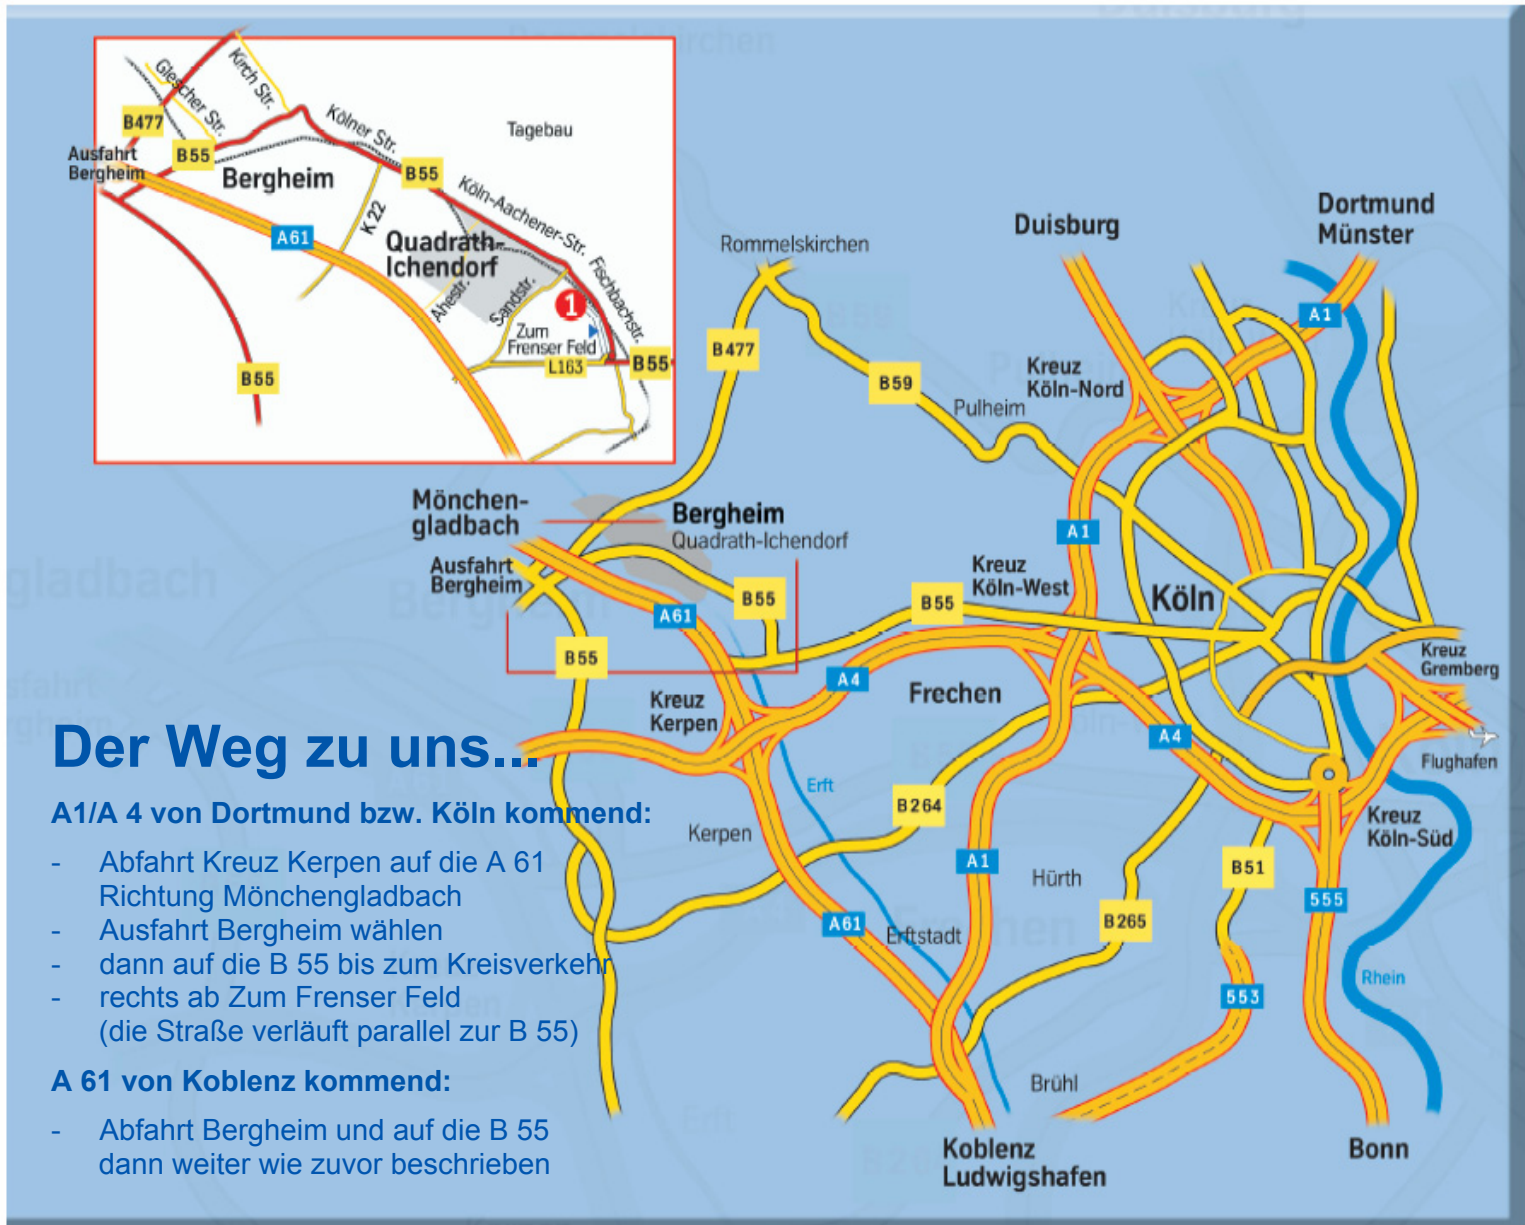 Glescher Str.
Kirch Str.
B477
Kölner Str.
Tagebau
Ausfahrt
Bergheim
B55
Bergheim
B55
Köln-Aachener-Str.
K 22
A61
Quadrath-
Ichendorf
Fischbachstr.
Ahestr.
Sandstr.
1
Zum
Frenser Feld
L163
B55
B55
Rommelskirchen
Duisburg
Dortmund
Münster
A1
B477
B59
Kreuz
Köln-Nord
Pulheim
Mönchen-
gladbach
Bergheim
Quadrath-Ichendorf
Ausfahrt
Bergheim
A1
Kreuz
Köln-West
Köln
B55
B55
A61
B55
Kreuz
Gremberg
A4
Frechen
Kreuz
Kerpen
A4
Flughafen
Erft
B264
Kerpen
Kreuz
Köln-Süd
A1
Hürth
B51
555
A61
Erftstadt
B265
Rhein
553
Brühl
Koblenz
Ludwigshafen
Bonn
Der Weg zu uns...
A1/A 4 von Dortmund bzw. Köln kommend:
- Abfahrt Kreuz Kerpen auf die A 61
Richtung Mönchengladbach
- Ausfahrt Bergheim wählen
- dann auf die B 55 bis zum Kreisverkehr
- rechts ab Zum Frenser Feld
(die Straße verläuft parallel zur B 55)
A 61 von Koblenz kommend:
- Abfahrt Bergheim und auf die B 55
dann weiter wie zuvor beschrieben